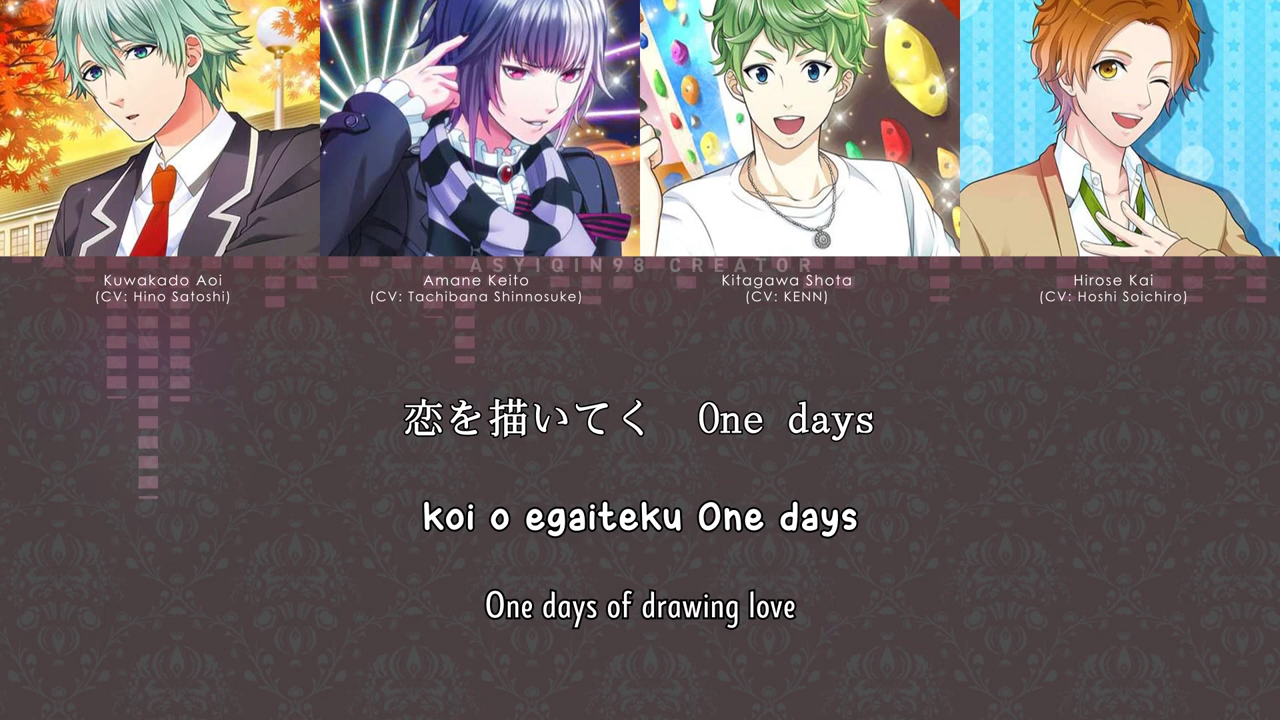 ASYIQIN98 CREATOR
Kuwakado Aoi
(CV: Hino Satoshi)
Amane Keito
(CV: Tachibana Shinnosuke)
Kitagawa Shota
(CV: KENN)
Hirose Kai
(CV: Hoshi Soichiro)
恋を描いてく　One days
koi o egaiteku One days
One days of drawing love